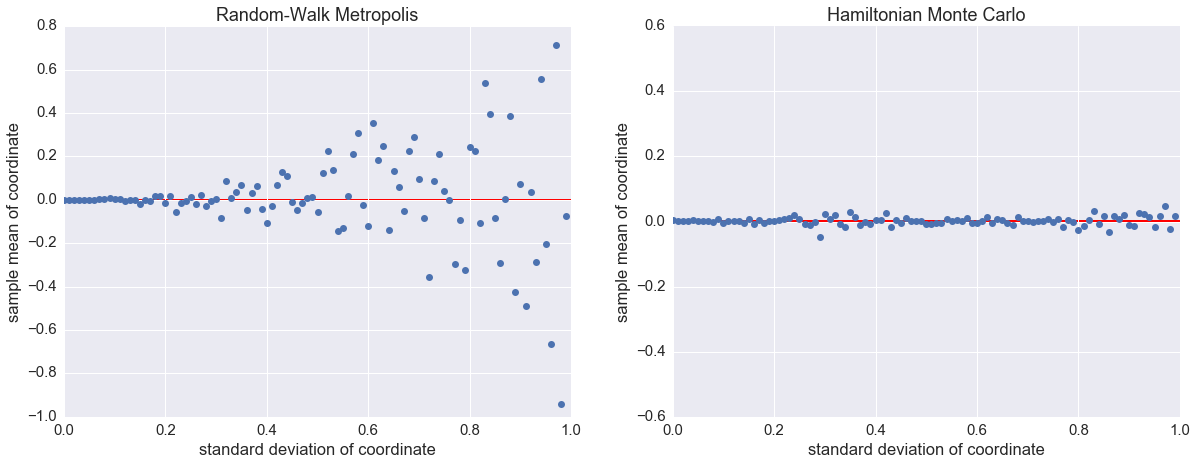 Random-Walk Metropolis
0.8
0.6
0.4
0.2
0.0
−0.2
−0.4
−0.6
−0.8
−1.0
sample mean of coordinate
0.0 0.2 0.4 0.6 0.8 1.0
standard deviation of coordinate
Hamiltonian Monte Carlo
0.6
0.4
0.2
0.0
−0.2
−0.4
−0.6
sample mean of coordinate
0.0 0.2 0.4 0.6 0.8 1.0
standard deviation of coordinate